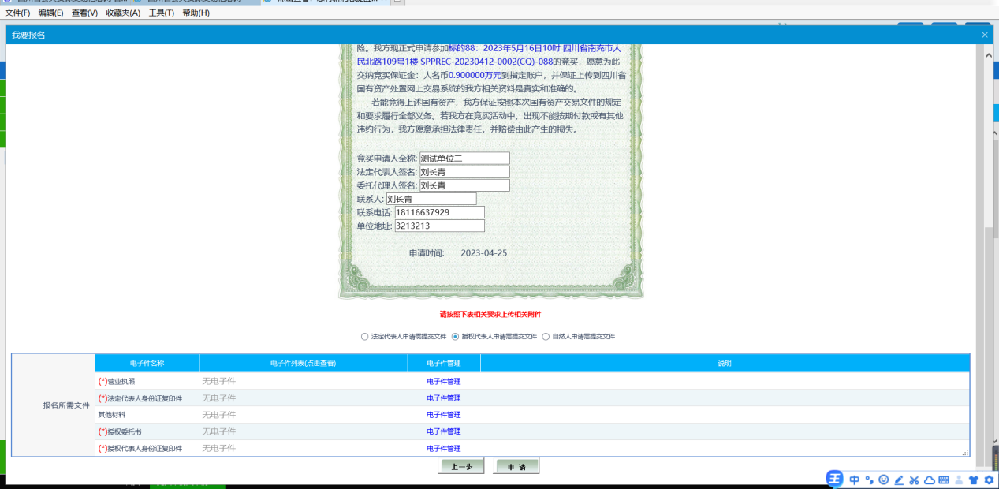 文件(F) 编辑(E) 查看(V) 收藏夹(A) 工具(T) 帮助(H)
我要报名
险。我方现正式申请参加标的88：2023年5月16日10时 四川省南充市人
民北路109号1楼 SPPREC-20230412-0002(CQ)-088的竞买，愿意为此
交纳竞买保证金：人名币0.900000万元到指定账户，并保证上传到四川省
国有资产处置网上交易系统的我方相关资料是真实和准确的。
若能竞得上述国有资产，我方保证按照本次国有资产交易文件的规定
和要求履行全部义务。若我方在竞买活动中，出现不能按期付款或有其他
违约行为，我方愿意承担法律责任，并赔偿由此产生的损失。
竞买申请人全称: 测试单位二
法定代表人签名: 刘长青
委托代理人签名: 刘长青
联系人: 刘长青
联系电话: 18116637929
单位地址: 3213213
申请时间: 2023-04-25
请按照下表相关要求上传相关附件
法定代表人申请需提交文件 授权代表人申请需提交文件 自然人申请需提交文件
电子件名称 电子件列表(点击查看) 电子件管理 说明
报名所需文件
(*)营业执照 无电子件 电子件管理
(*)法定代表人身份证复印件 无电子件 电子件管理
其他材料 无电子件 电子件管理
(*)授权委托书 无电子件 电子件管理
(*)授权代表人身份证复印件 无电子件 电子件管理
上一步 申 请
王 中